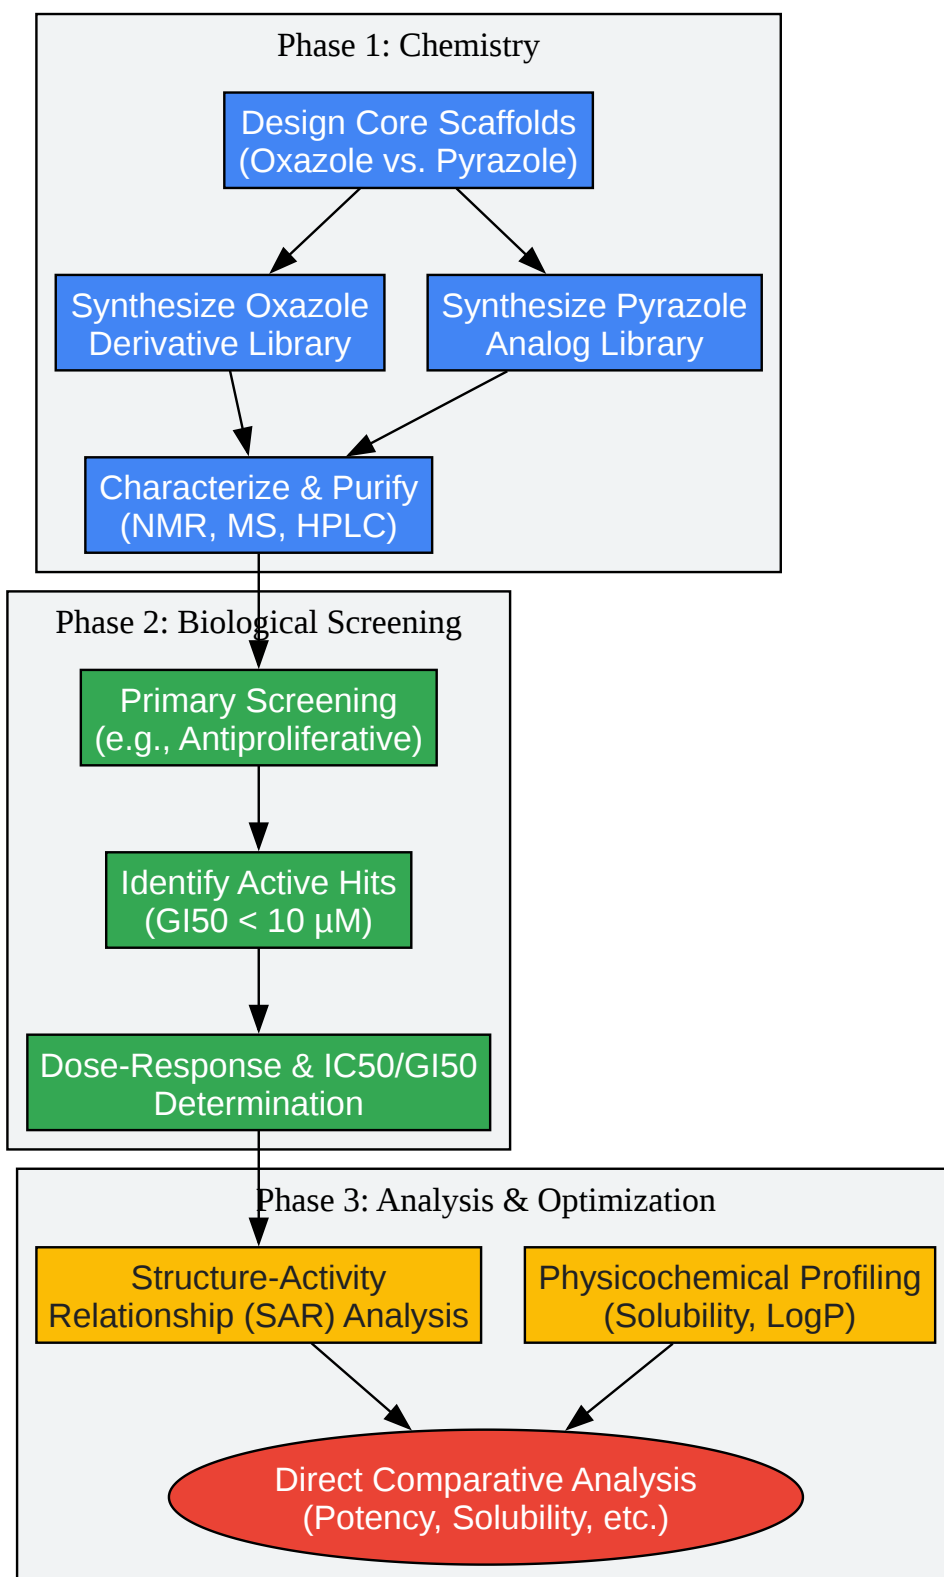 Phase 1: Chemistry
Design Core Scaffolds
(Oxazole vs. Pyrazole)
Synthesize Oxazole
Derivative Library
Synthesize Pyrazole
Analog Library
Characterize & Purify
(NMR, MS, HPLC)
Phase 2: Biological Screening
Primary Screening
(e.g., Antiproliferative)
Identify Active Hits
(GI50 < 10 µM)
Dose-Response & IC50/GI50
Determination
Phase 3: Analysis & Optimization
Structure-Activity
Relationship (SAR) Analysis
Physicochemical Profiling
(Solubility, LogP)
Direct Comparative Analysis
(Potency, Solubility, etc.)